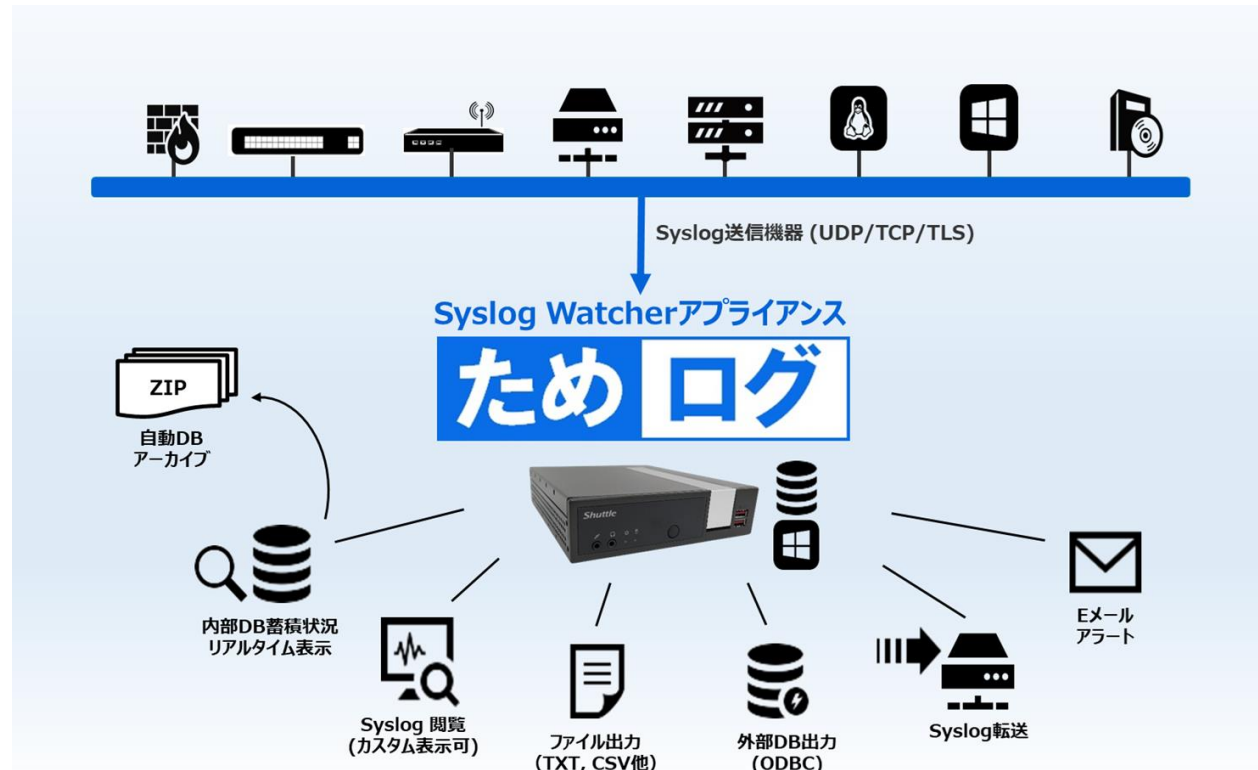 Syslog送信機器 (UDP/TCP/TLS)
Syslog Watcherアプライアンス
ためログ
ZIP
自動DB
アーカイブ
Shuttle
内部DB蓄積状況
リアルタイム表示
Syslog 閲覧
(カスタム表示可)
ファイル出力
(TXT, CSV他)
外部DB出力
(ODBC)
Syslog転送
Eメール
アラート